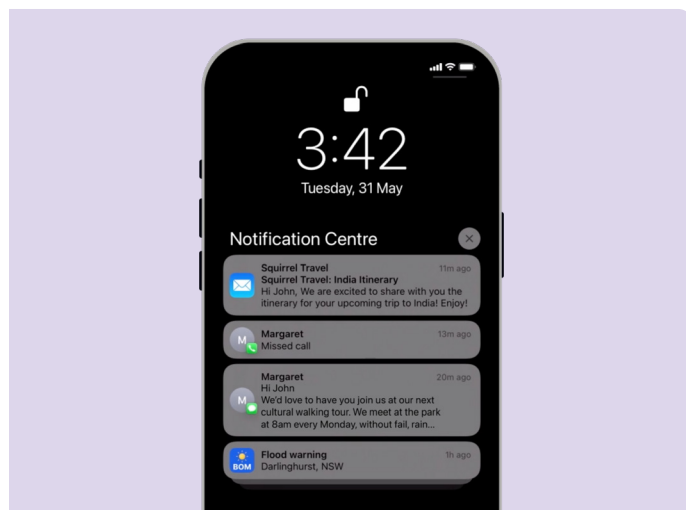 3:42
Tuesday, 31 May
Notification Centre
Squirrel Travel 11m ago
Squirrel Travel: India Itinerary
Hi John, We are excited to share with you the
itinerary for your upcoming trip to India! Enjoy!
M
Margaret 13m ago
Missed call
Margaret 20m ago
Hi John
M
We'd love to have you join us at our next
cultural walking tour. We meet at the park
at 8am every Monday, without fail, rain...
Flood warning 1h ago
BOM
Darlinghurst, NSW